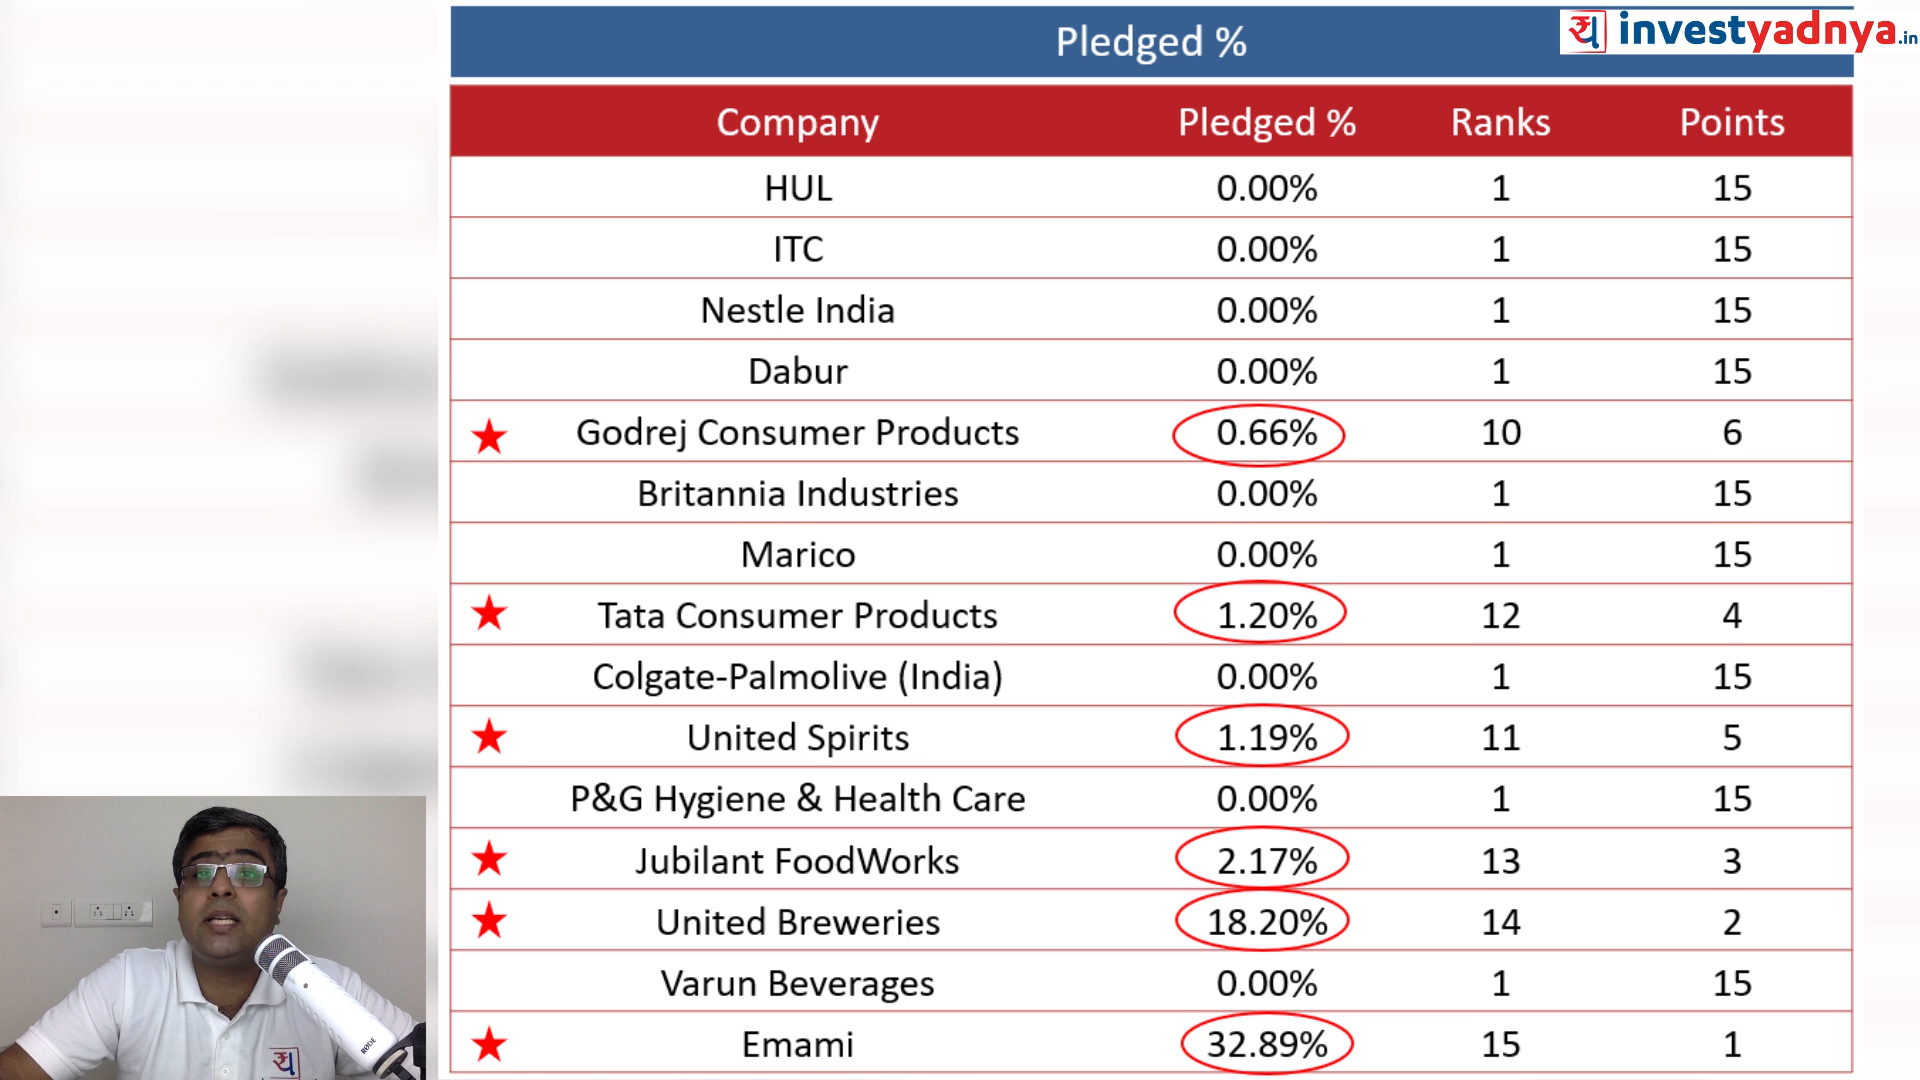 Pledged %
investyadnya.in
Company Pledged % Ranks Points
HUL 0.00% 1 15
ITC 0.00% 1 15
Nestle India 0.00% 1 15
Dabur 0.00% 1 15
Godrej Consumer Products 0.66% 10 6
Britannia Industries 0.00% 1 15
Marico 0.00% 1 15
Tata Consumer Products 1.20% 12 4
Colgate-Palmolive (India) 0.00% 1 15
United Spirits 1.19% 11 5
P&G Hygiene & Health Care 0.00% 1 15
Jubilant FoodWorks 2.17% 13 3
United Breweries 18.20% 14 2
Varun Beverages 0.00% 1 15
Emami 32.89% 15 1
RØDE